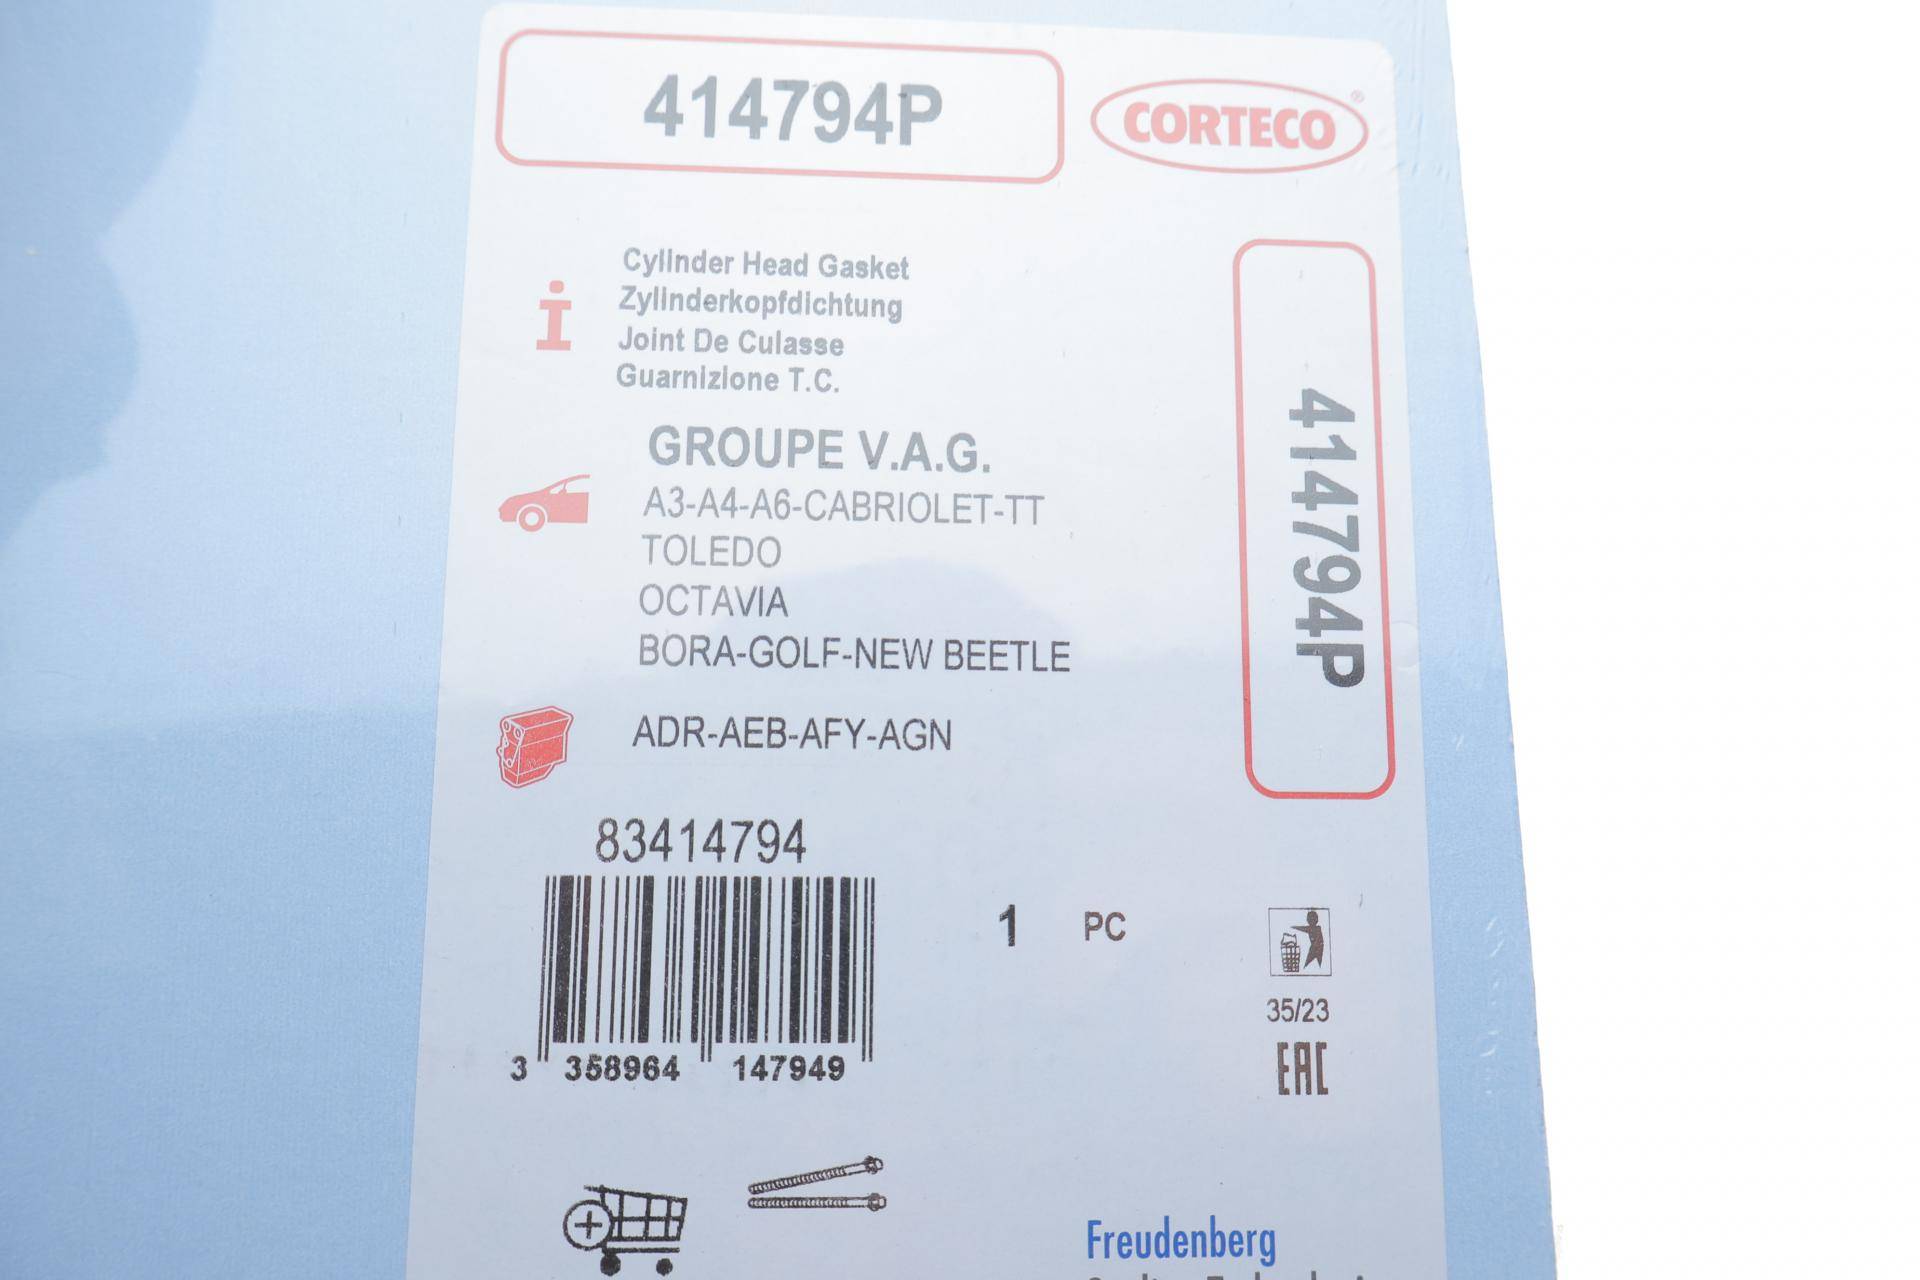 414794P
CORTECO®
Cylinder Head Gasket
Zylinderkopfdichtung
Joint De Culasse
Guarnizione T.C.
414794P
GROUPE V.A.G.
A3-A4-A6-CABRIOLET-TT
TOLEDO
OCTAVIA
BORA-GOLF-NEW BEETLE
ADR-AEB-AFY-AGN
83414794
1 PC
3 358964 147949
35/23
EAC
Freudenberg